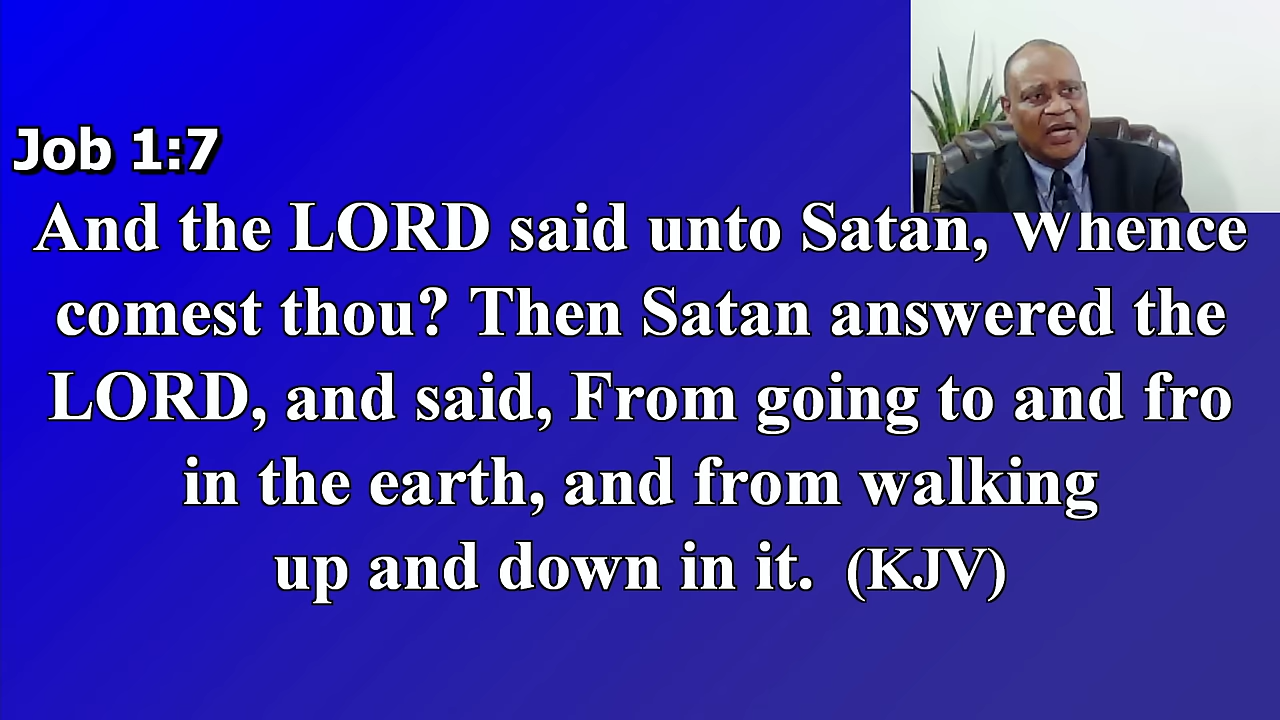 Job 1:7
And the LORD said unto Satan, Whence
comest thou? Then Satan answered the
LORD, and said, From going to and fro
in the earth, and from walking
up and down in it. (KJV)